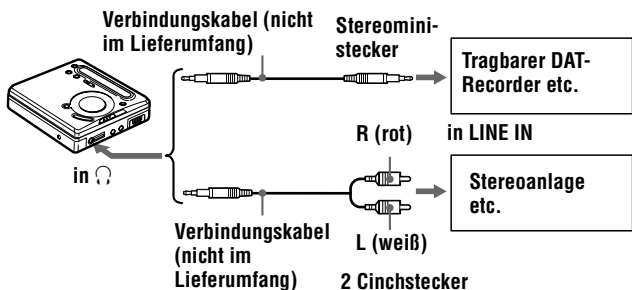 Verbindungskabel (nicht
im Lieferumfang)
Stereomini-
stecker
Tragbarer DAT-
Recorder etc.
R (rot)
in LINE IN
in 🎧
Stereoanlage
etc.
Verbindungskabel
(nicht im
Lieferumfang)
L (weiß)
2 Cinchstecker